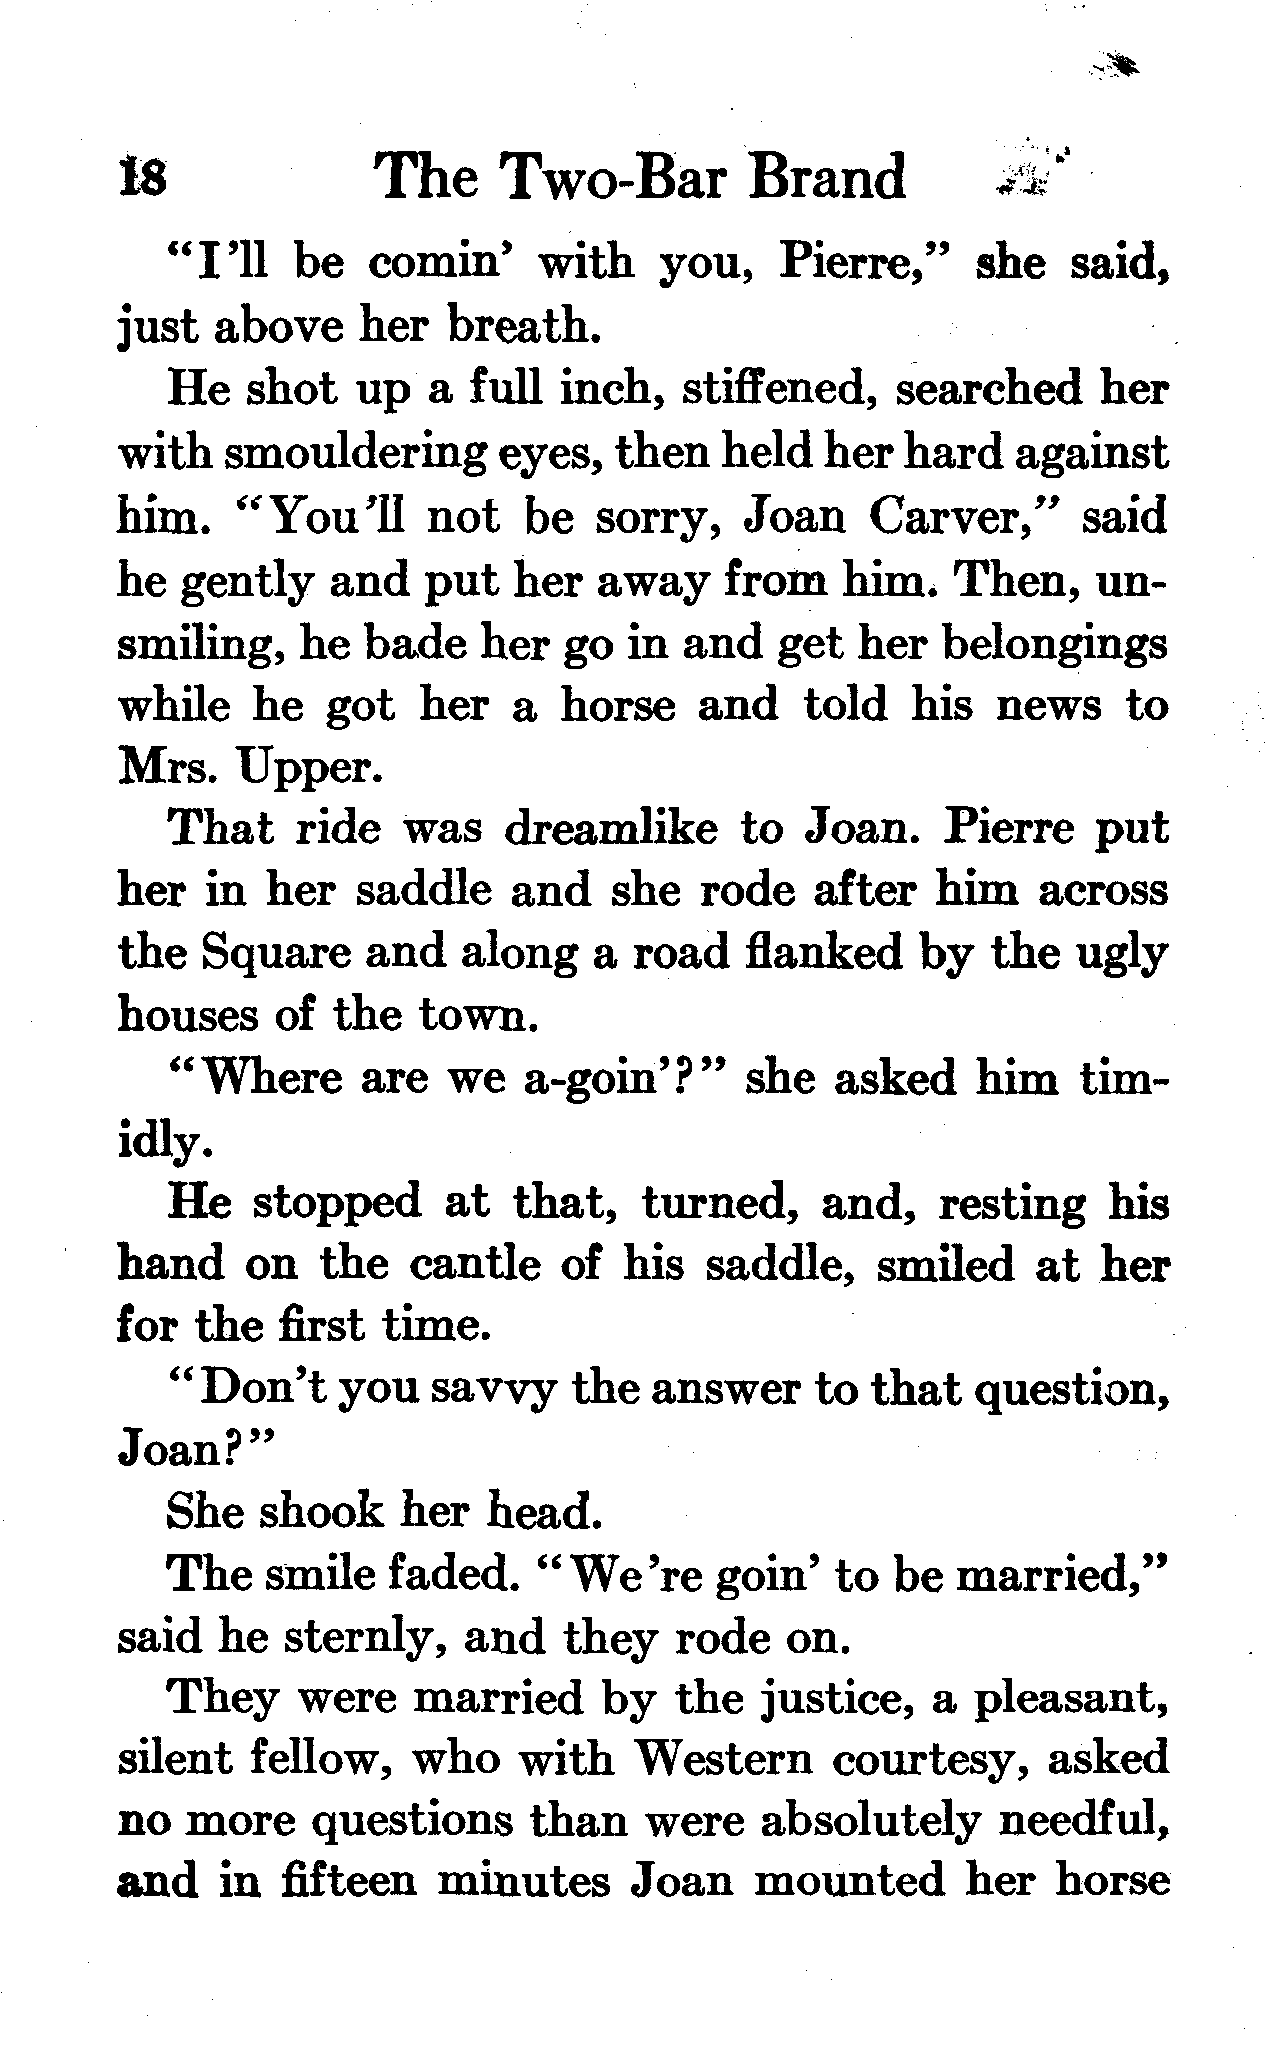 18 The Two-Bar Brand
“I’ll be comin’ with you, Pierre,” she said,
just above her breath.
He shot up a full inch, stiffened, searched her
with smouldering eyes, then held her hard against
him. “You’ll not be sorry, Joan Carver,” said
he gently and put her away from him. Then, un-
smiling, he bade her go in and get her belongings
while he got her a horse and told his news to
Mrs. Upper.
That ride was dreamlike to Joan. Pierre put
her in her saddle and she rode after him across
the Square and along a road flanked by the ugly
houses of the town.
“Where are we a-goin’?” she asked him tim-
idly.
He stopped at that, turned, and, resting his
hand on the cantle of his saddle, smiled at her
for the first time.
“Don’t you savvy the answer to that question,
Joan?”
She shook her head.
The smile faded. “We’re goin’ to be married,”
said he sternly, and they rode on.
They were married by the justice, a pleasant,
silent fellow, who with Western courtesy, asked
no more questions than were absolutely needful,
and in fifteen minutes Joan mounted her horse